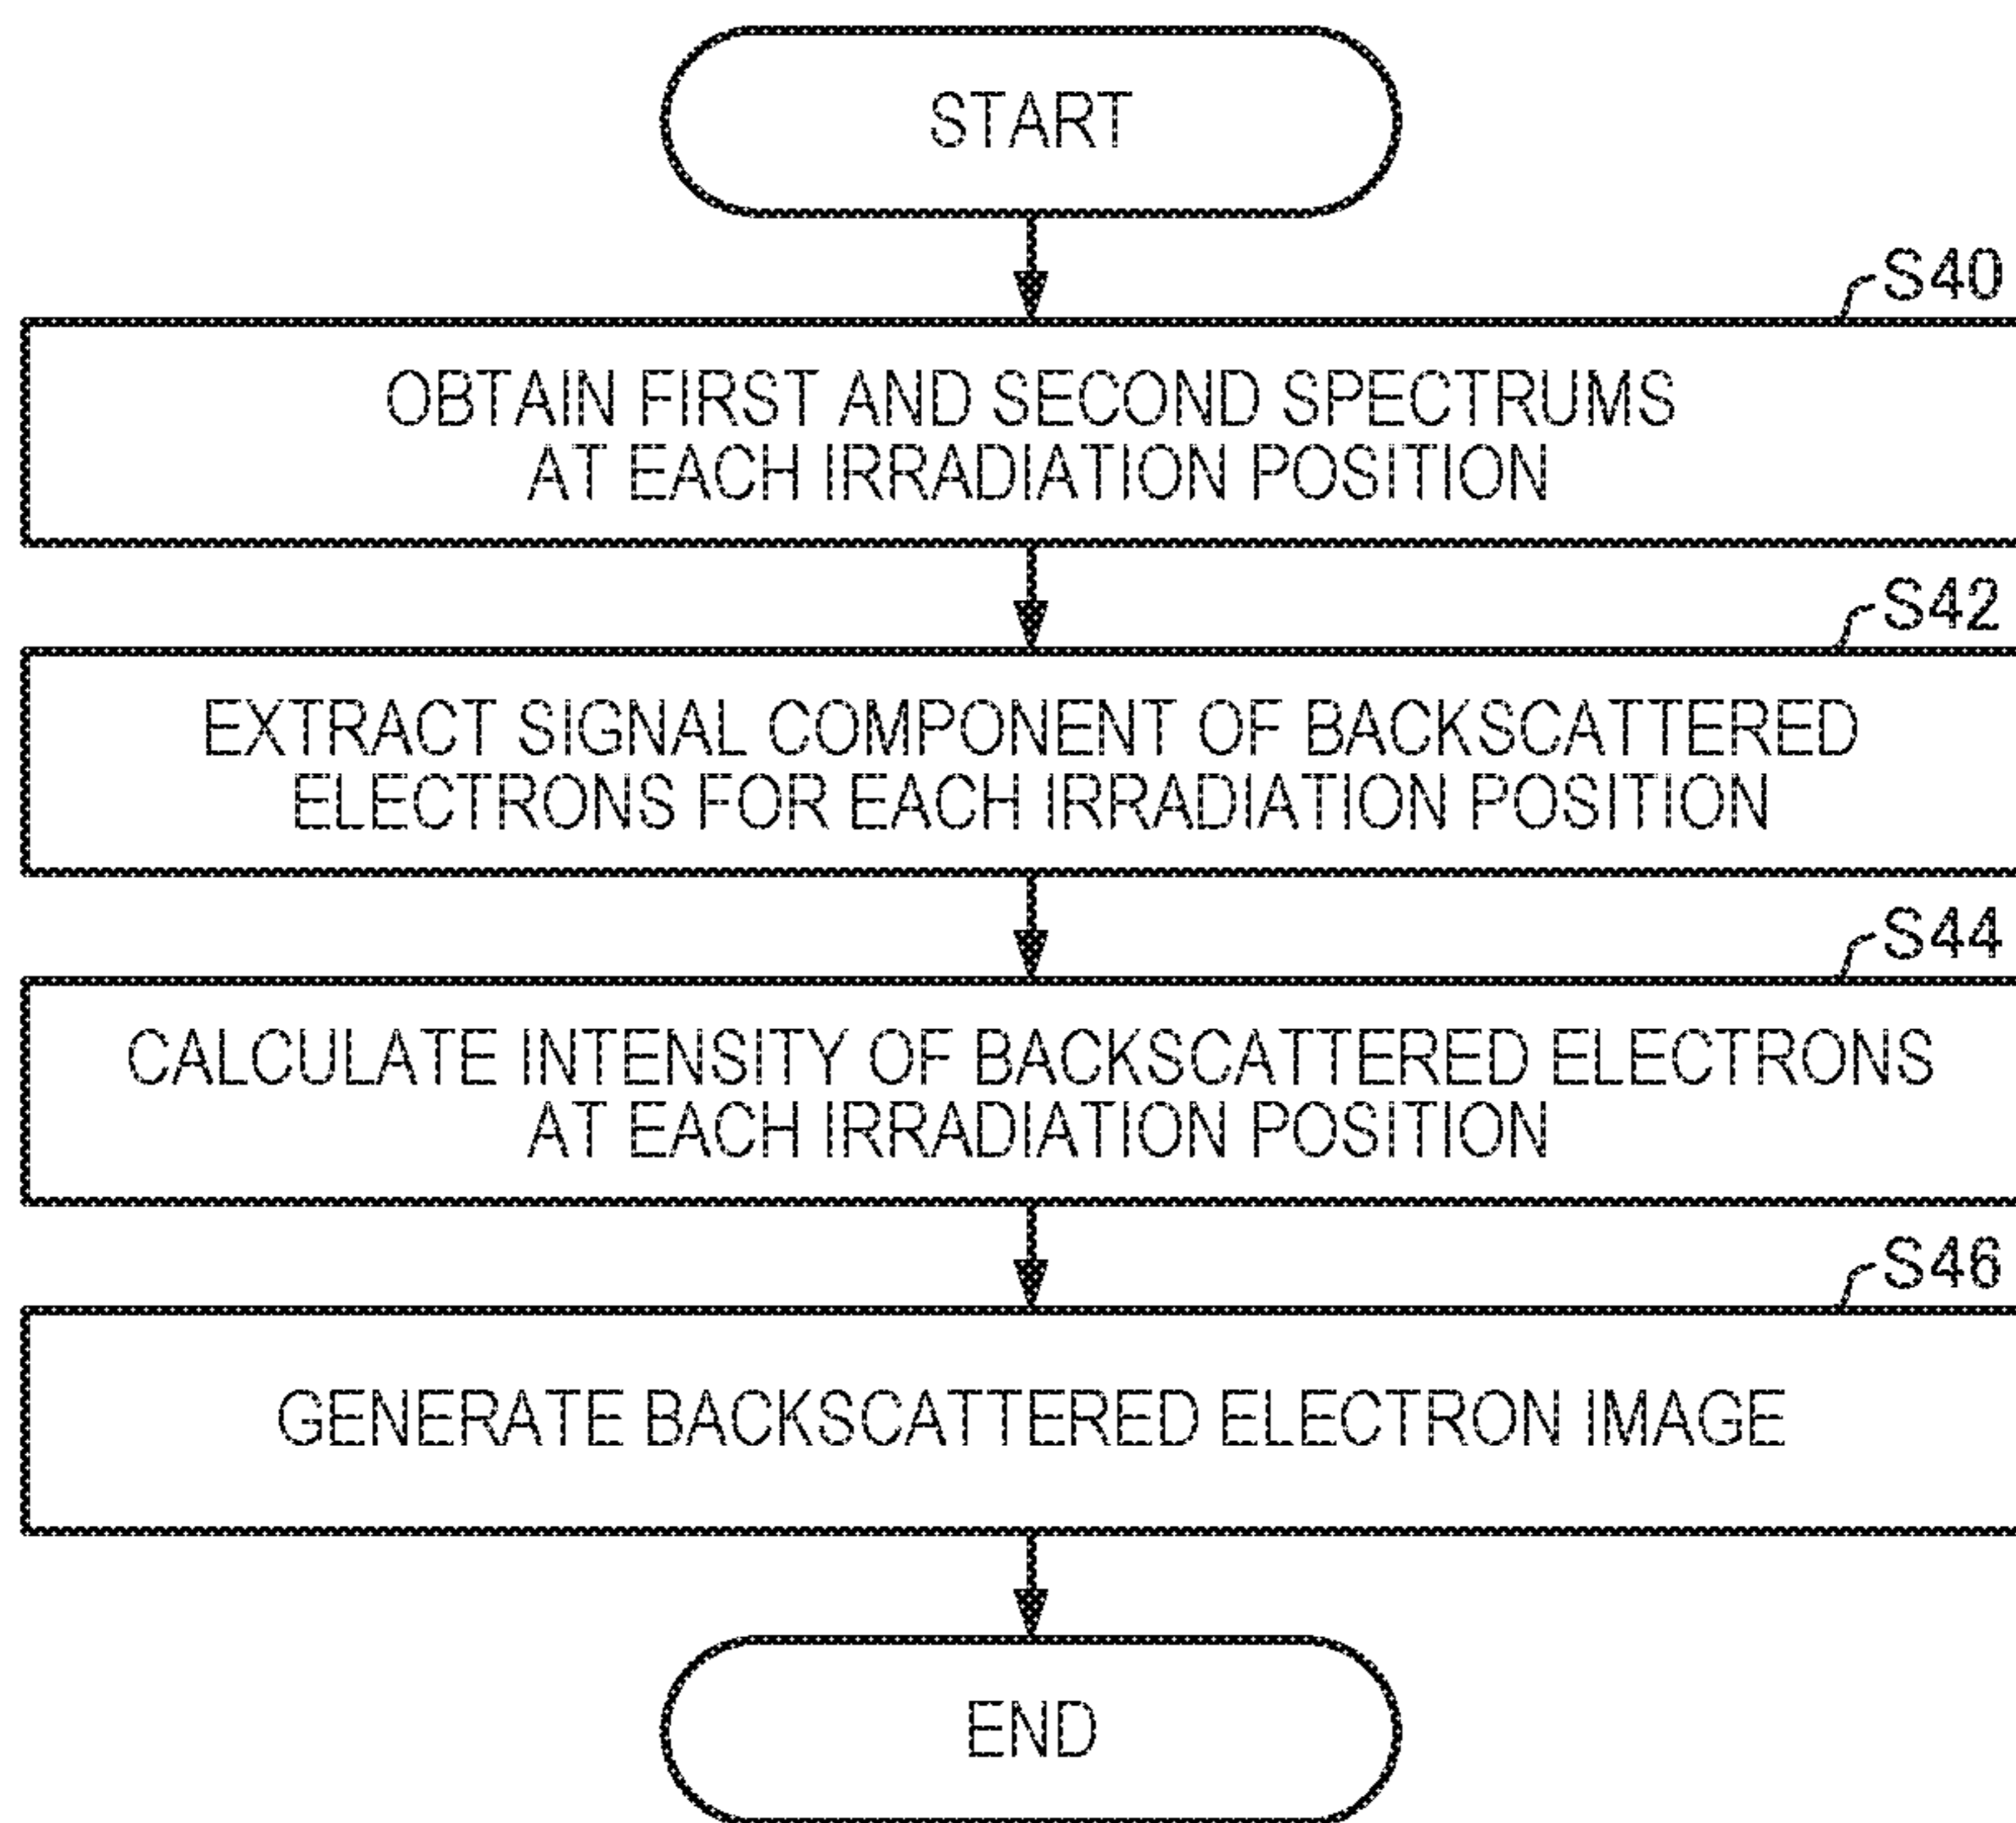 START
S40
OBTAIN FIRST AND SECOND SPECTRUMS
AT EACH IRRADIATION POSITION
S42
EXTRACT SIGNAL COMPONENT OF BACKSCATTERED
ELECTRONS FOR EACH IRRADIATION POSITION
S44
CALCULATE INTENSITY OF BACKSCATTERED ELECTRONS
AT EACH IRRADIATION POSITION
S46
GENERATE BACKSCATTERED ELECTRON IMAGE
END